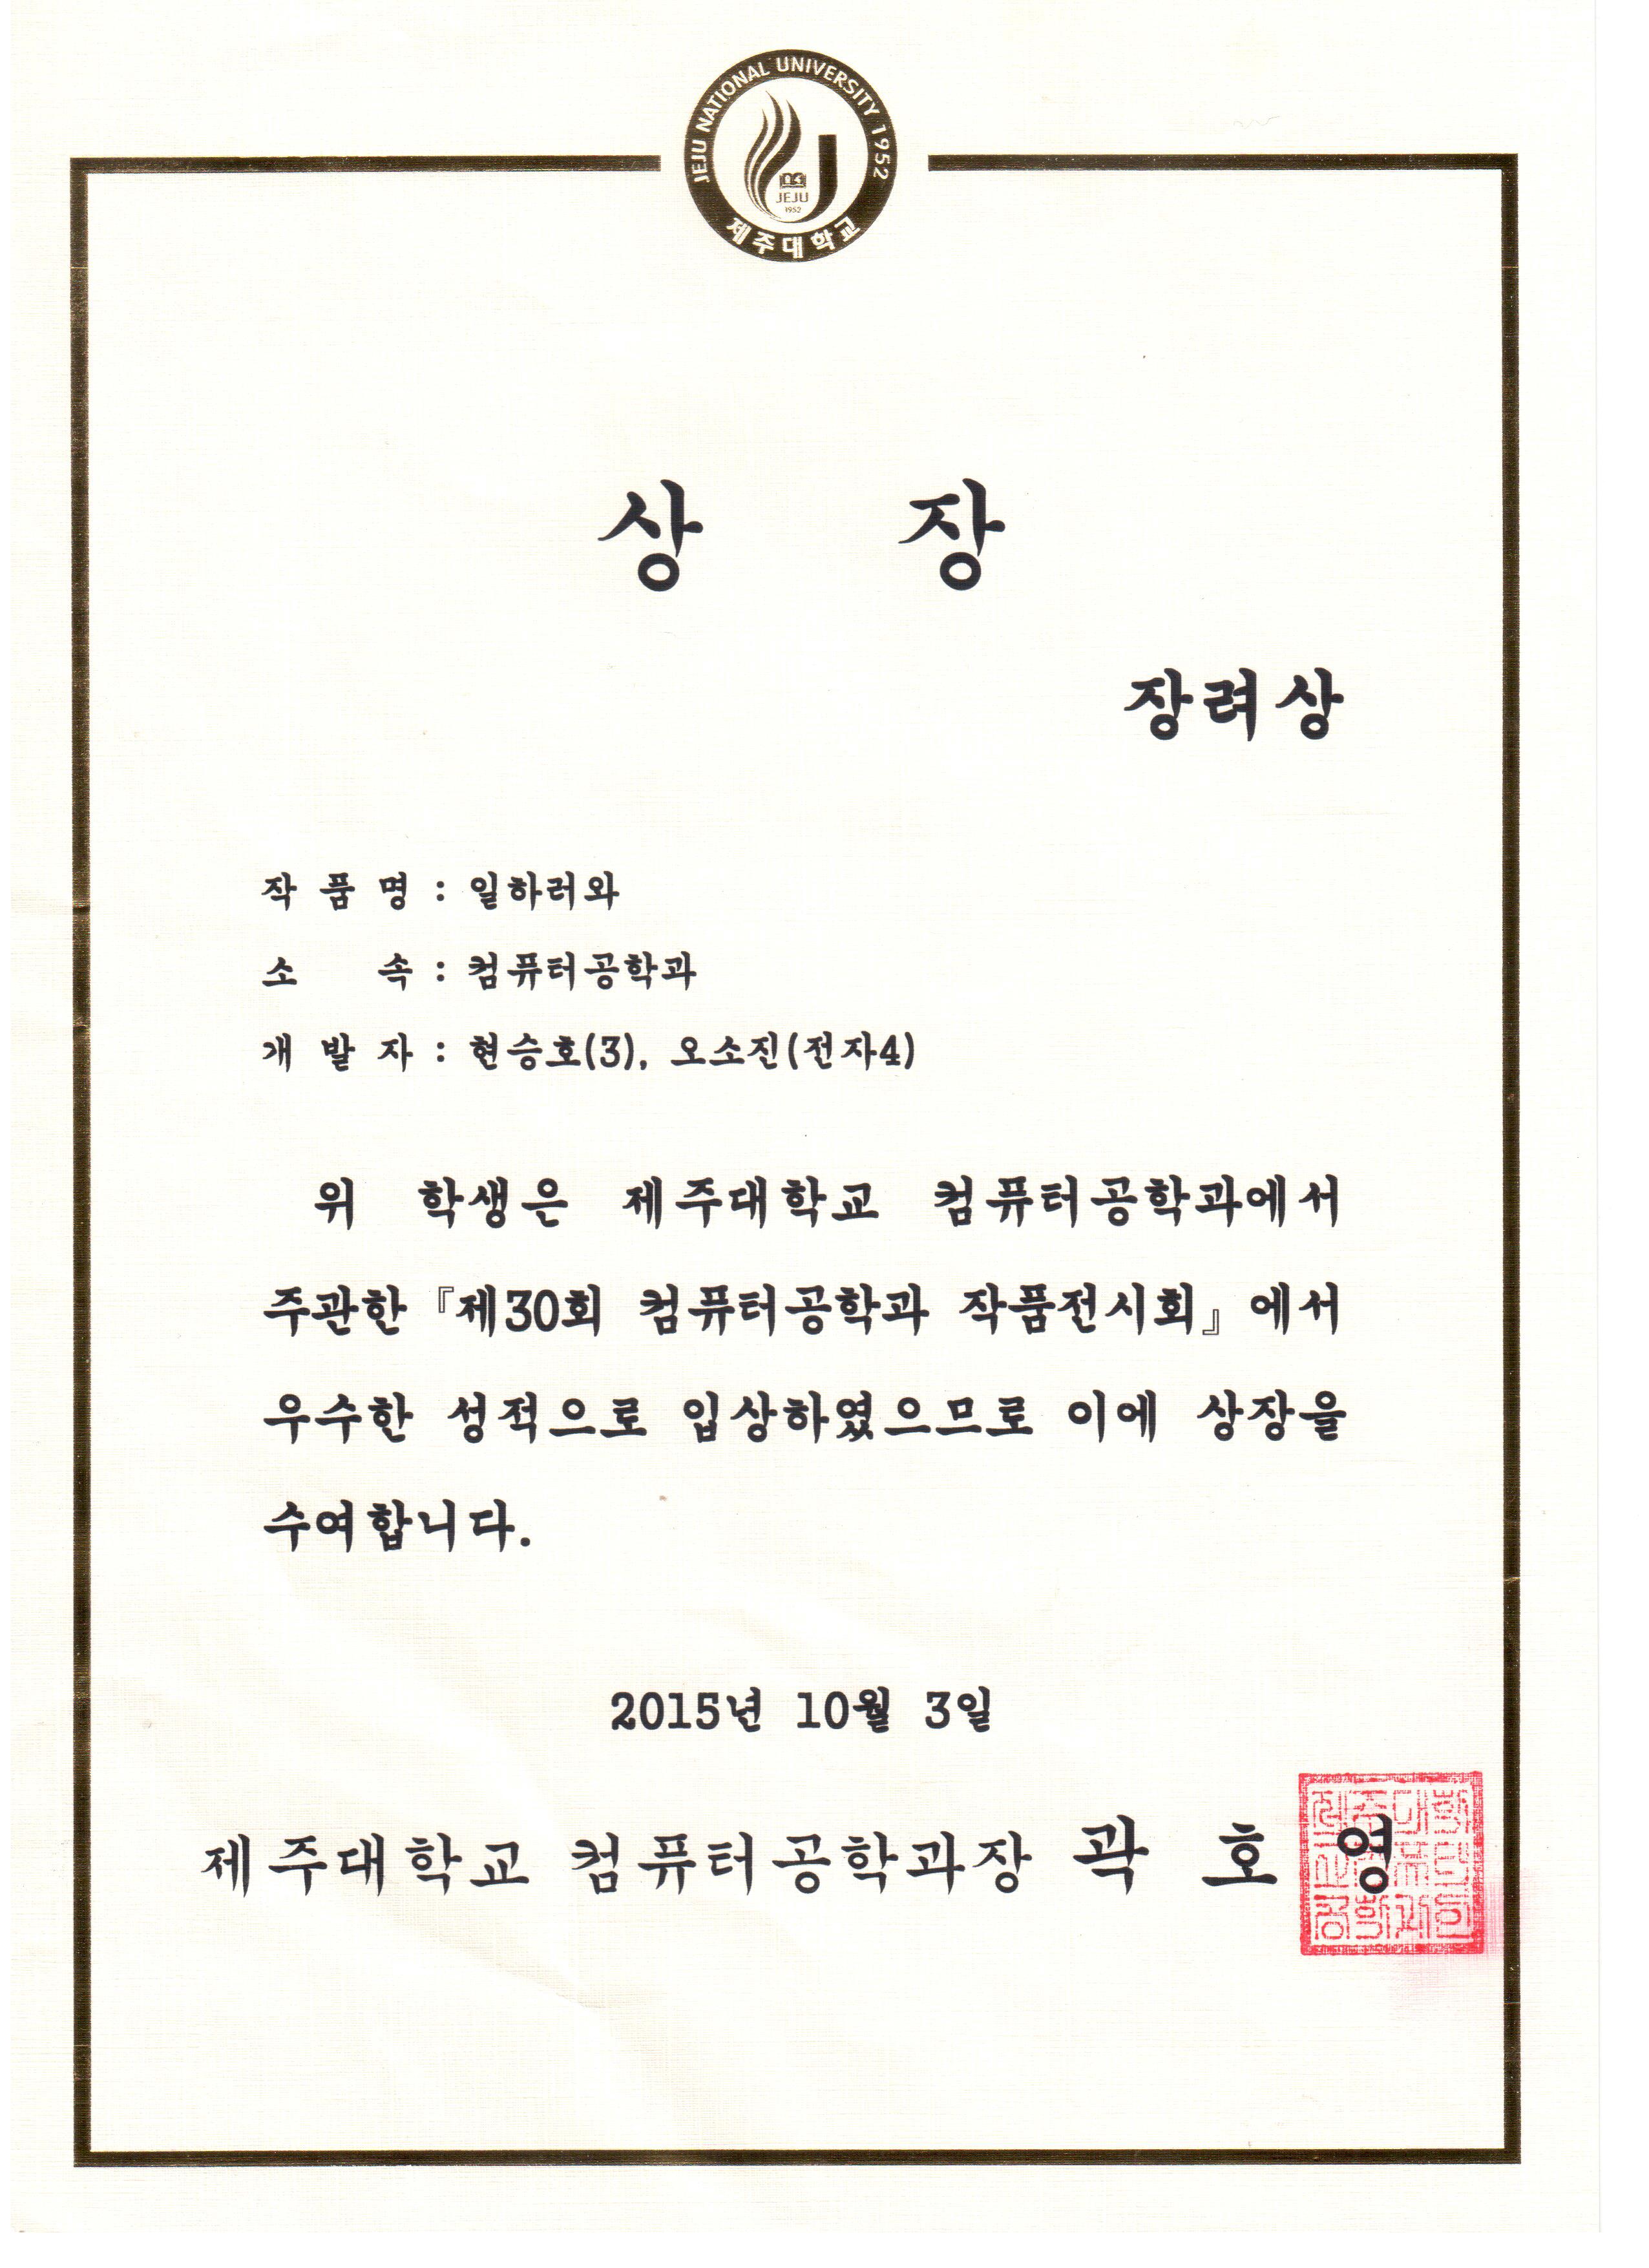 JEJU NATIONAL UNIVERSITY 1952
JEJU
1952
제주대학교
상 장
장려상
작 품 명 : 일하러와
소 속 : 컴퓨터공학과
개 발 자 : 현승호(3), 오소진(전자4)
위 학생은 제주대학교 컴퓨터공학과에서
주관한 『제30회 컴퓨터공학과 작품전시회』에서
우수한 성적으로 입상하였으므로 이에 상장을
수여합니다.
2015년 10월 3일
제주대학교 컴퓨터공학과장 곽 호 영